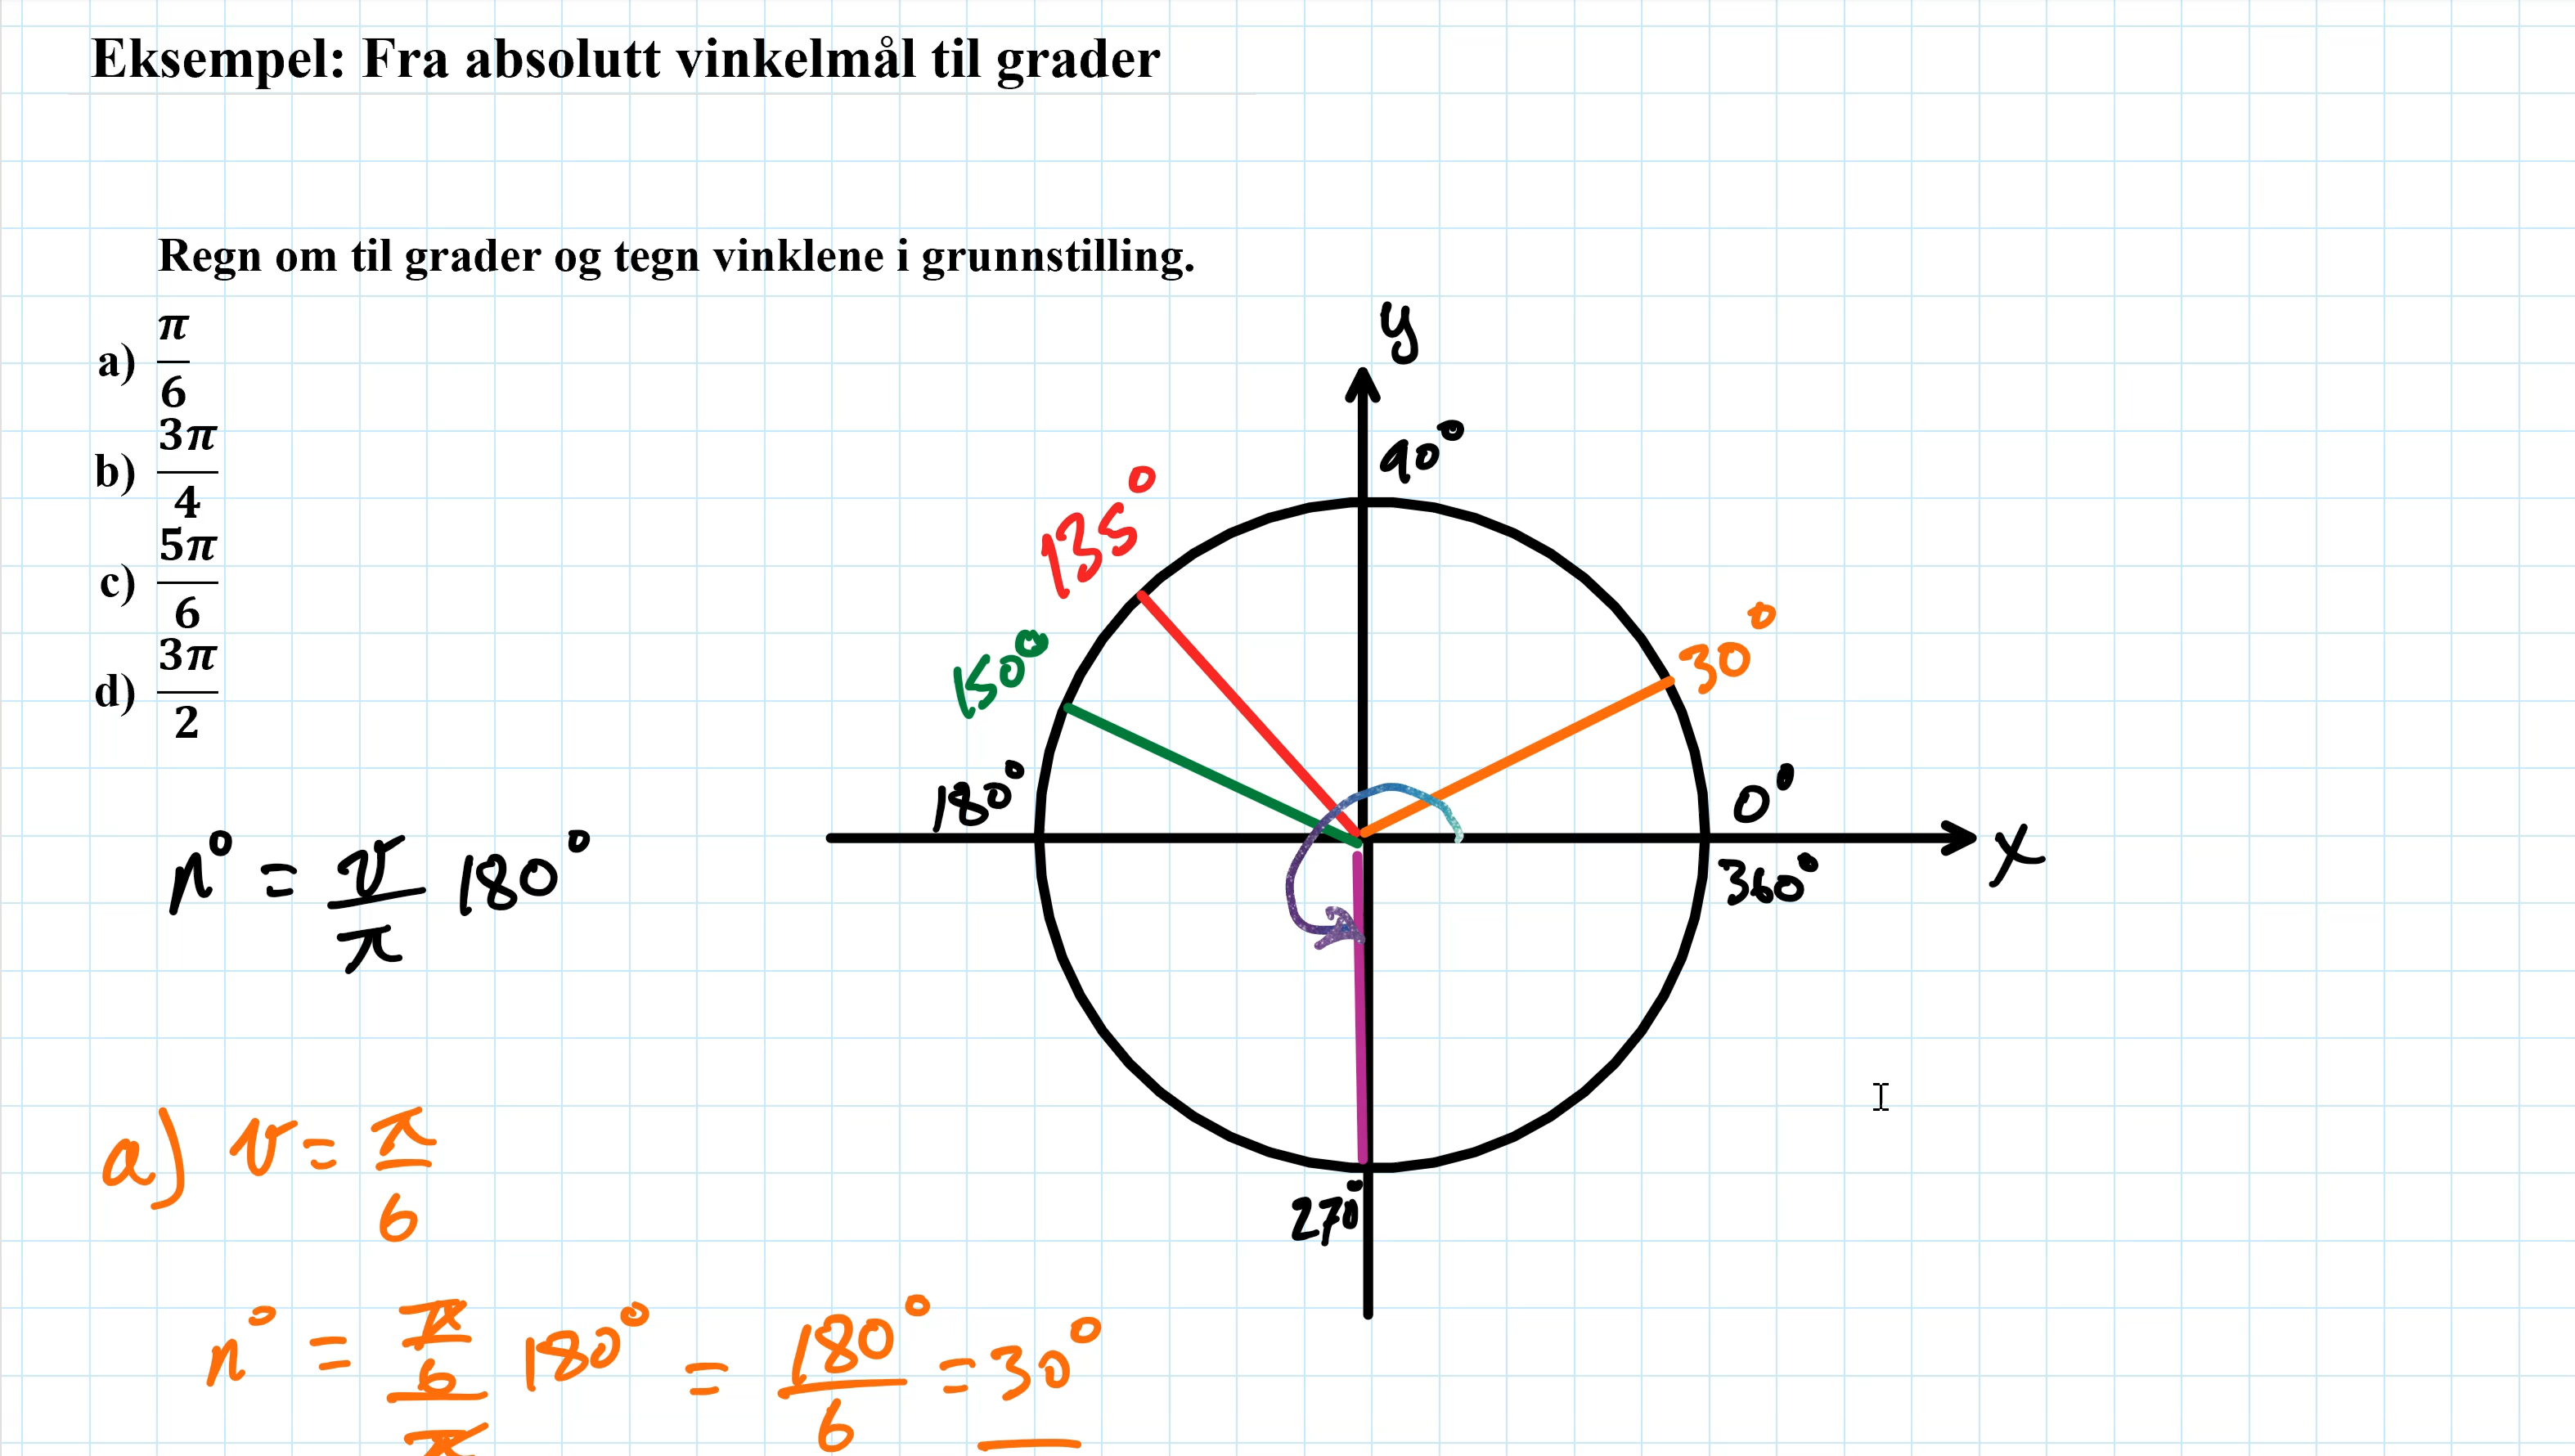 Eksempel: Fra absolutt vinkelmål til grader
Regn om til grader og tegn vinklene i grunnstilling.
a) π/6
b) 3π/4
c) 5π/6
d) 3π/2
y
90°
135°
150°
30°
180°
0°
x
360°
270°
n° = v/π 180°
a) v = π/6
n° = π/6/π 180° = 180°/6 = 30°